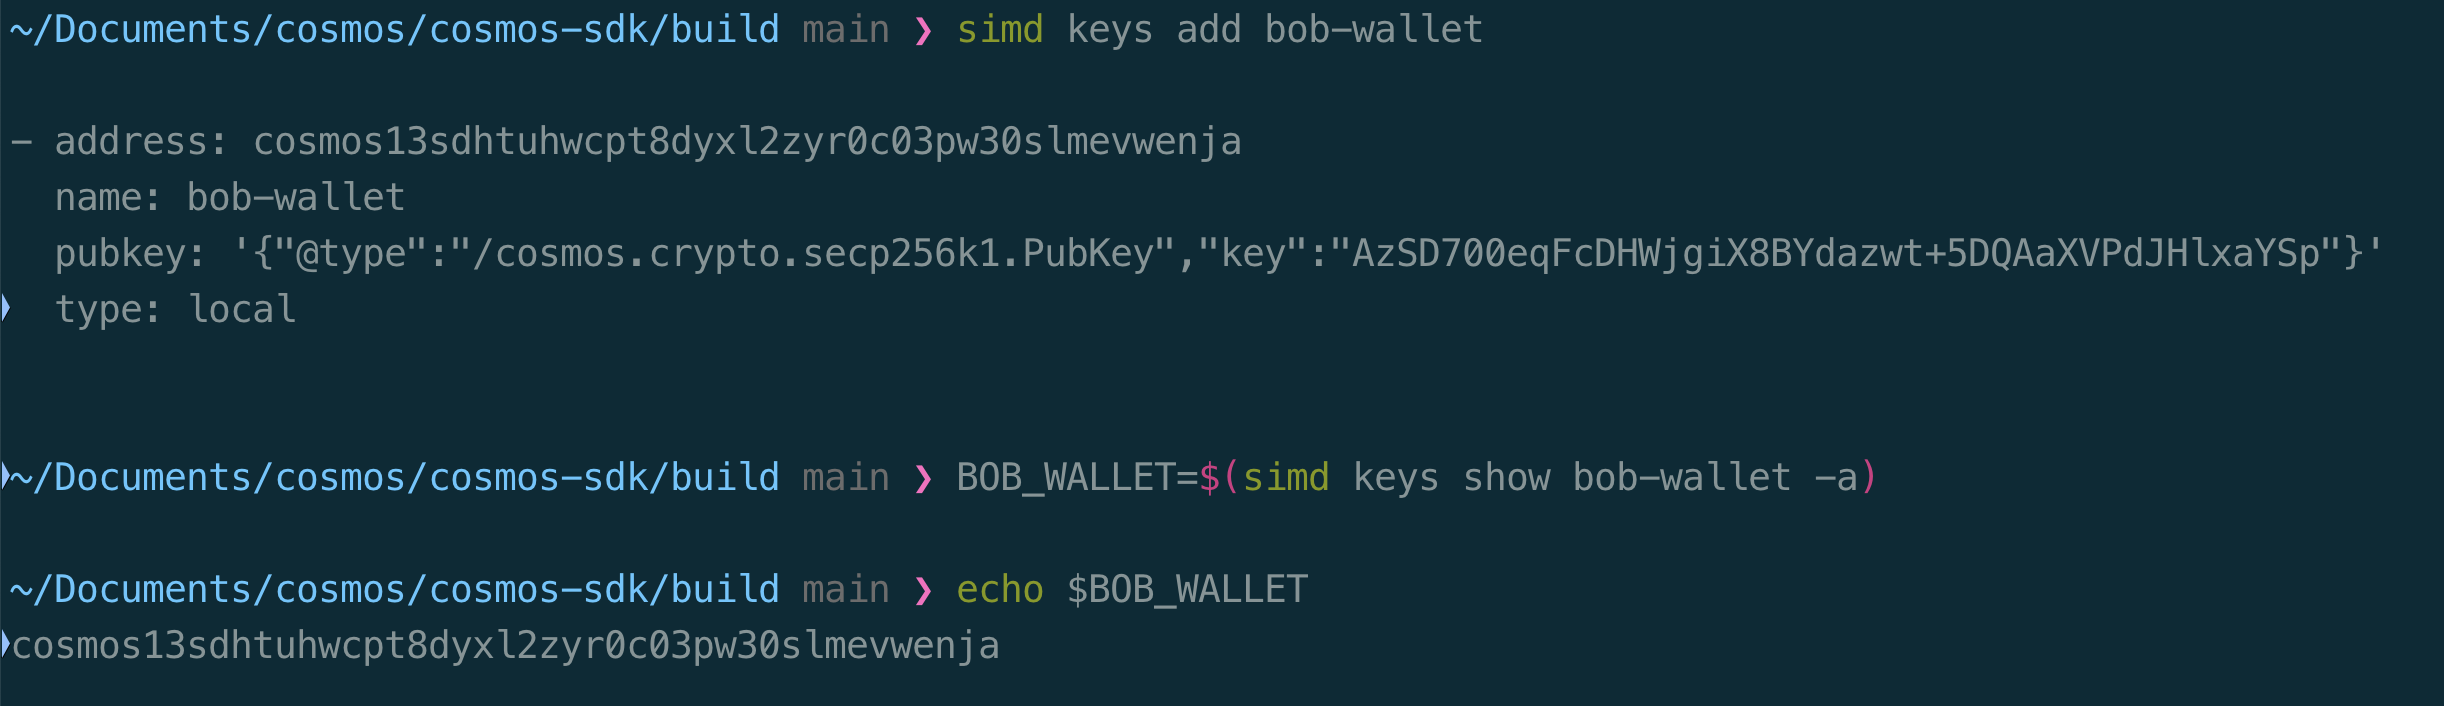 ~/Documents/cosmos/cosmos-sdk/build main ❯ simd keys add bob-wallet
- address: cosmos13sdhtuhwcpt8dyxl2zyr0c03pw30slmevwenja
name: bob-wallet
pubkey: '{"@type":"/cosmos.crypto.secp256k1.PubKey","key":"AzSD700eqFcDHWjgiX8BYdazwt+5DQAaXVPdJHlxaYSp"}'
type: local
~/Documents/cosmos/cosmos-sdk/build main ❯ BOB_WALLET=$(simd keys show bob-wallet -a)
~/Documents/cosmos/cosmos-sdk/build main ❯ echo $BOB_WALLET
cosmos13sdhtuhwcpt8dyxl2zyr0c03pw30slmevwenja